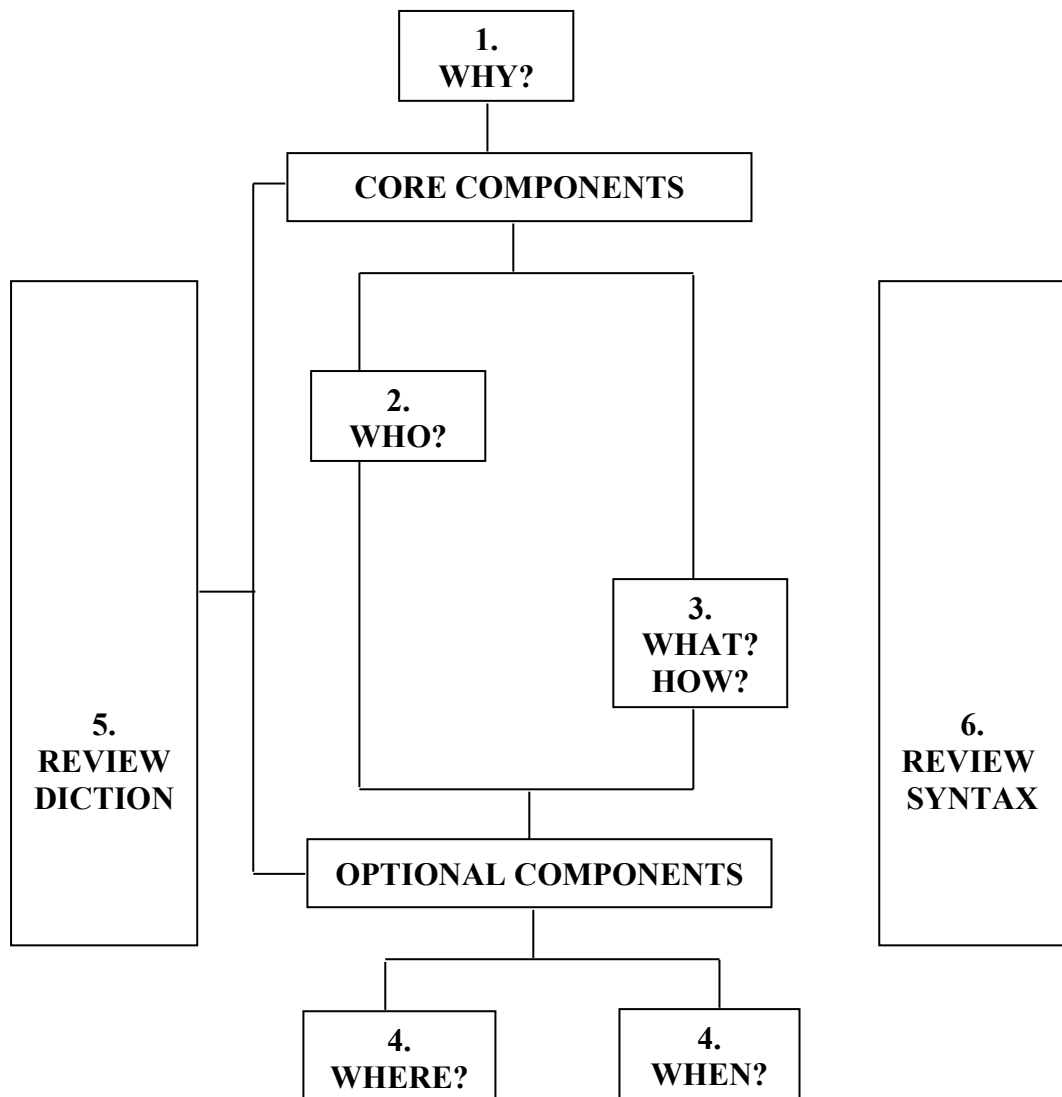 1.
WHY?
CORE COMPONENTS
2.
WHO?
3.
WHAT?
HOW?
5.
REVIEW
DICTION
6.
REVIEW
SYNTAX
OPTIONAL COMPONENTS
4.
WHERE?
4.
WHEN?